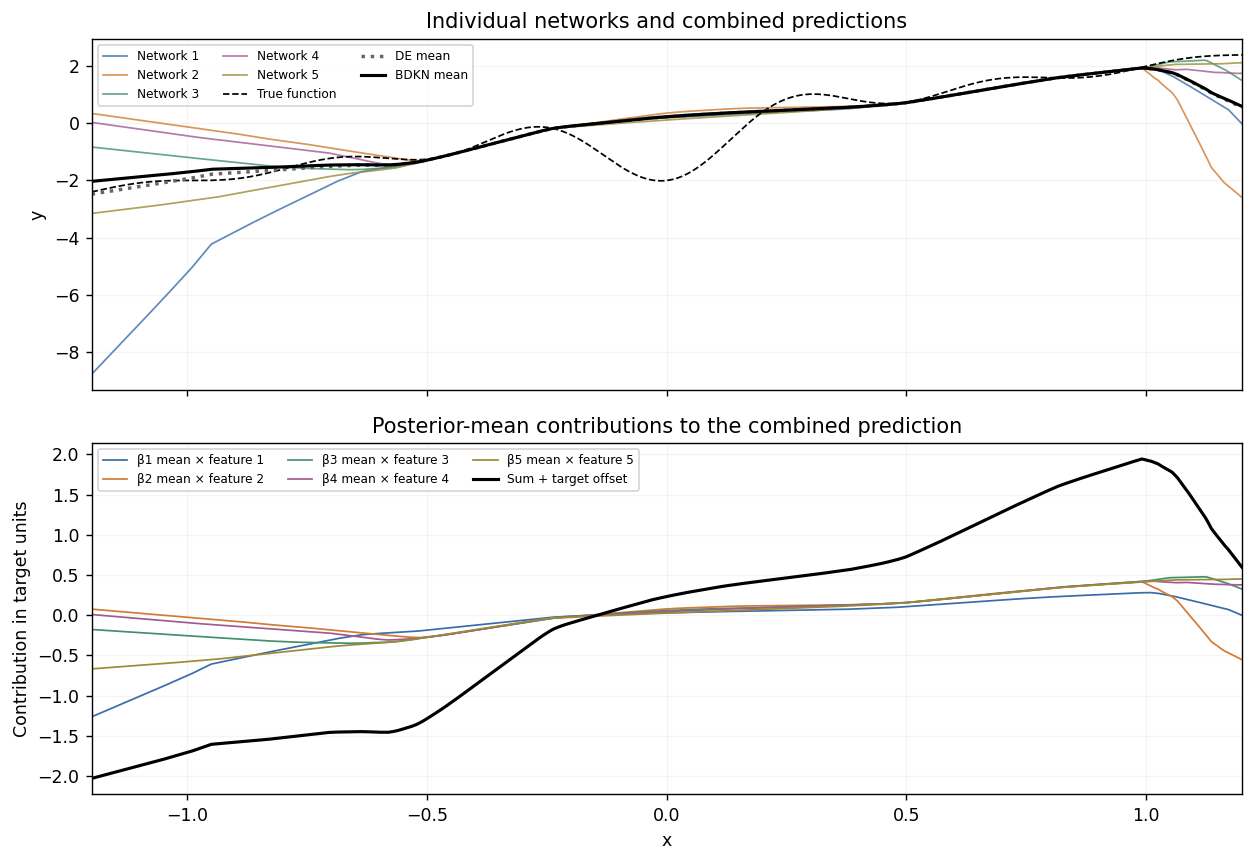 Individual networks and combined predictions
Network 1
Network 2
Network 3
Network 4
Network 5
True function
DE mean
BDKN mean
y
2
0
−2
−4
−6
−8
Posterior-mean contributions to the combined prediction
β1 mean × feature 1
β2 mean × feature 2
β3 mean × feature 3
β4 mean × feature 4
β5 mean × feature 5
Sum + target offset
Contribution in target units
2.0
1.5
1.0
0.5
0.0
−0.5
−1.0
−1.5
−2.0
−1.0
−0.5
0.0
0.5
1.0
x